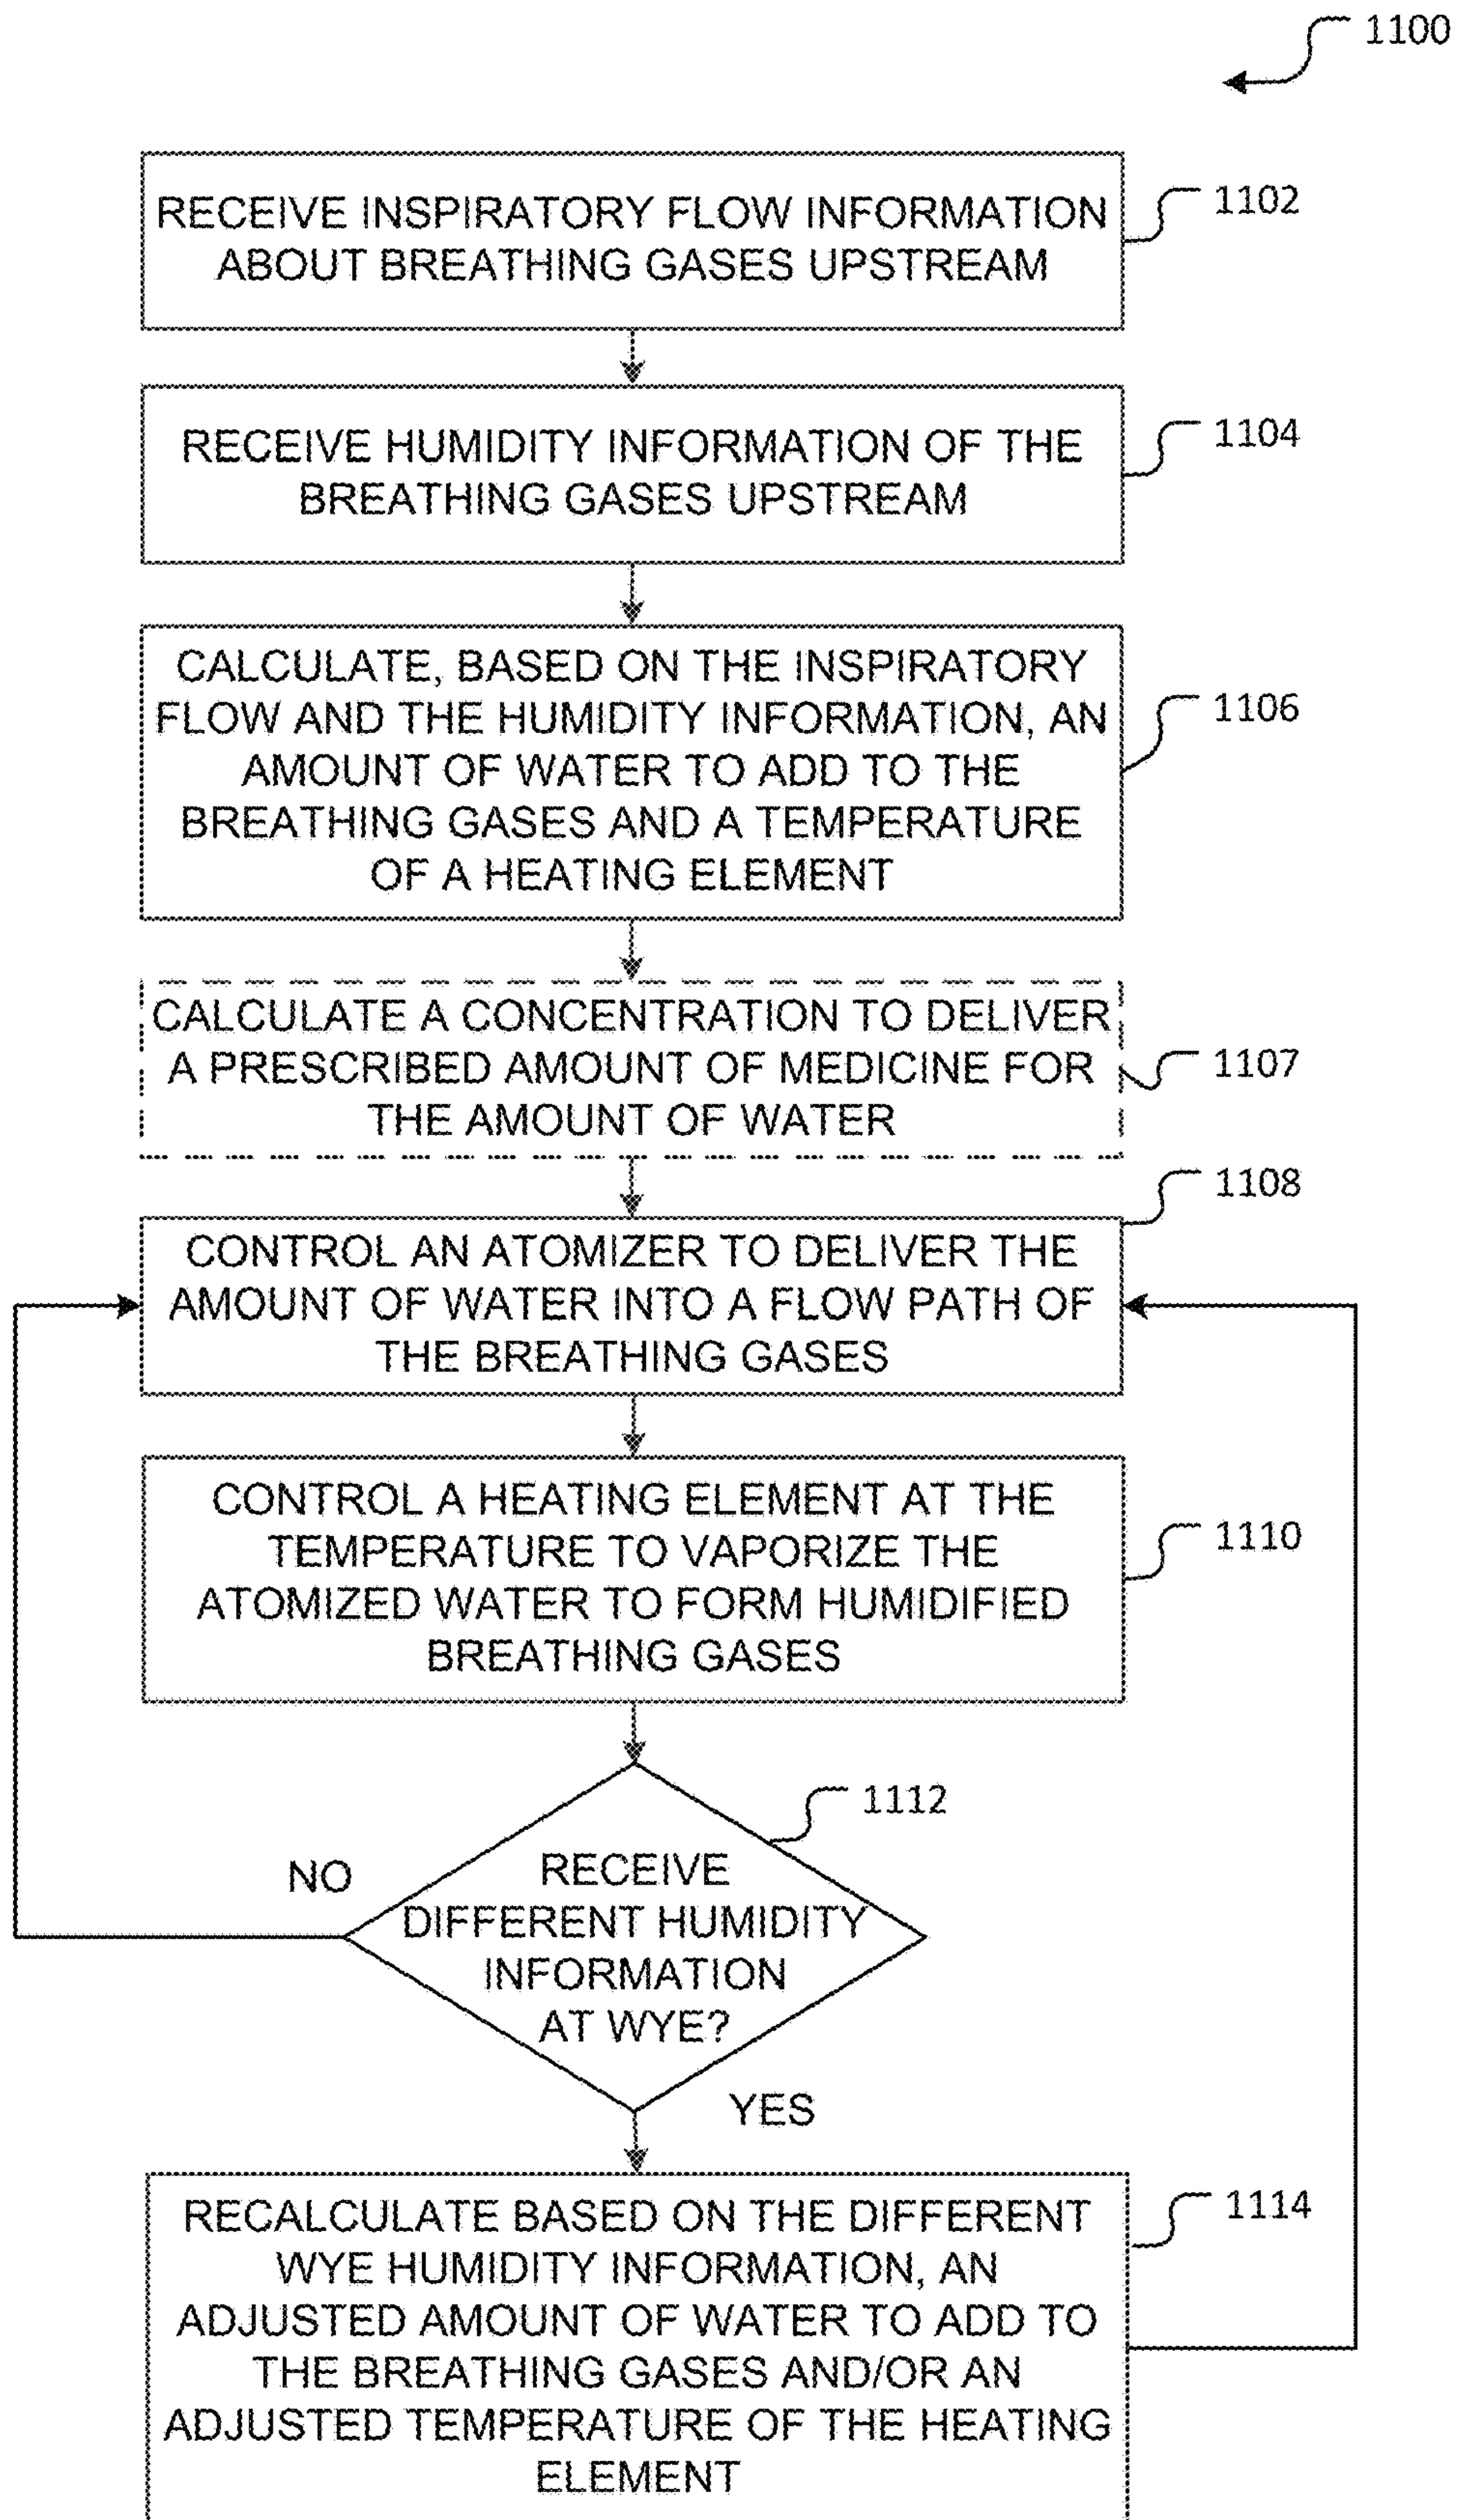 1100
RECEIVE INSPIRATORY FLOW INFORMATION
ABOUT BREATHING GASES UPSTREAM
1102
RECEIVE HUMIDITY INFORMATION OF THE
BREATHING GASES UPSTREAM
1104
CALCULATE, BASED ON THE INSPIRATORY
FLOW AND THE HUMIDITY INFORMATION, AN
AMOUNT OF WATER TO ADD TO THE
BREATHING GASES AND A TEMPERATURE
OF A HEATING ELEMENT
1106
CALCULATE A CONCENTRATION TO DELIVER
A PRESCRIBED AMOUNT OF MEDICINE FOR
THE AMOUNT OF WATER
1107
1108
CONTROL AN ATOMIZER TO DELIVER THE
AMOUNT OF WATER INTO A FLOW PATH OF
THE BREATHING GASES
CONTROL A HEATING ELEMENT AT THE
TEMPERATURE TO VAPORIZE THE
ATOMIZED WATER TO FORM HUMIDIFIED
BREATHING GASES
1110
1112
NO
RECEIVE
DIFFERENT HUMIDITY
INFORMATION
AT WYE?
YES
RECALCULATE BASED ON THE DIFFERENT
WYE HUMIDITY INFORMATION, AN
ADJUSTED AMOUNT OF WATER TO ADD TO
THE BREATHING GASES AND/OR AN
ADJUSTED TEMPERATURE OF THE HEATING
ELEMENT
1114